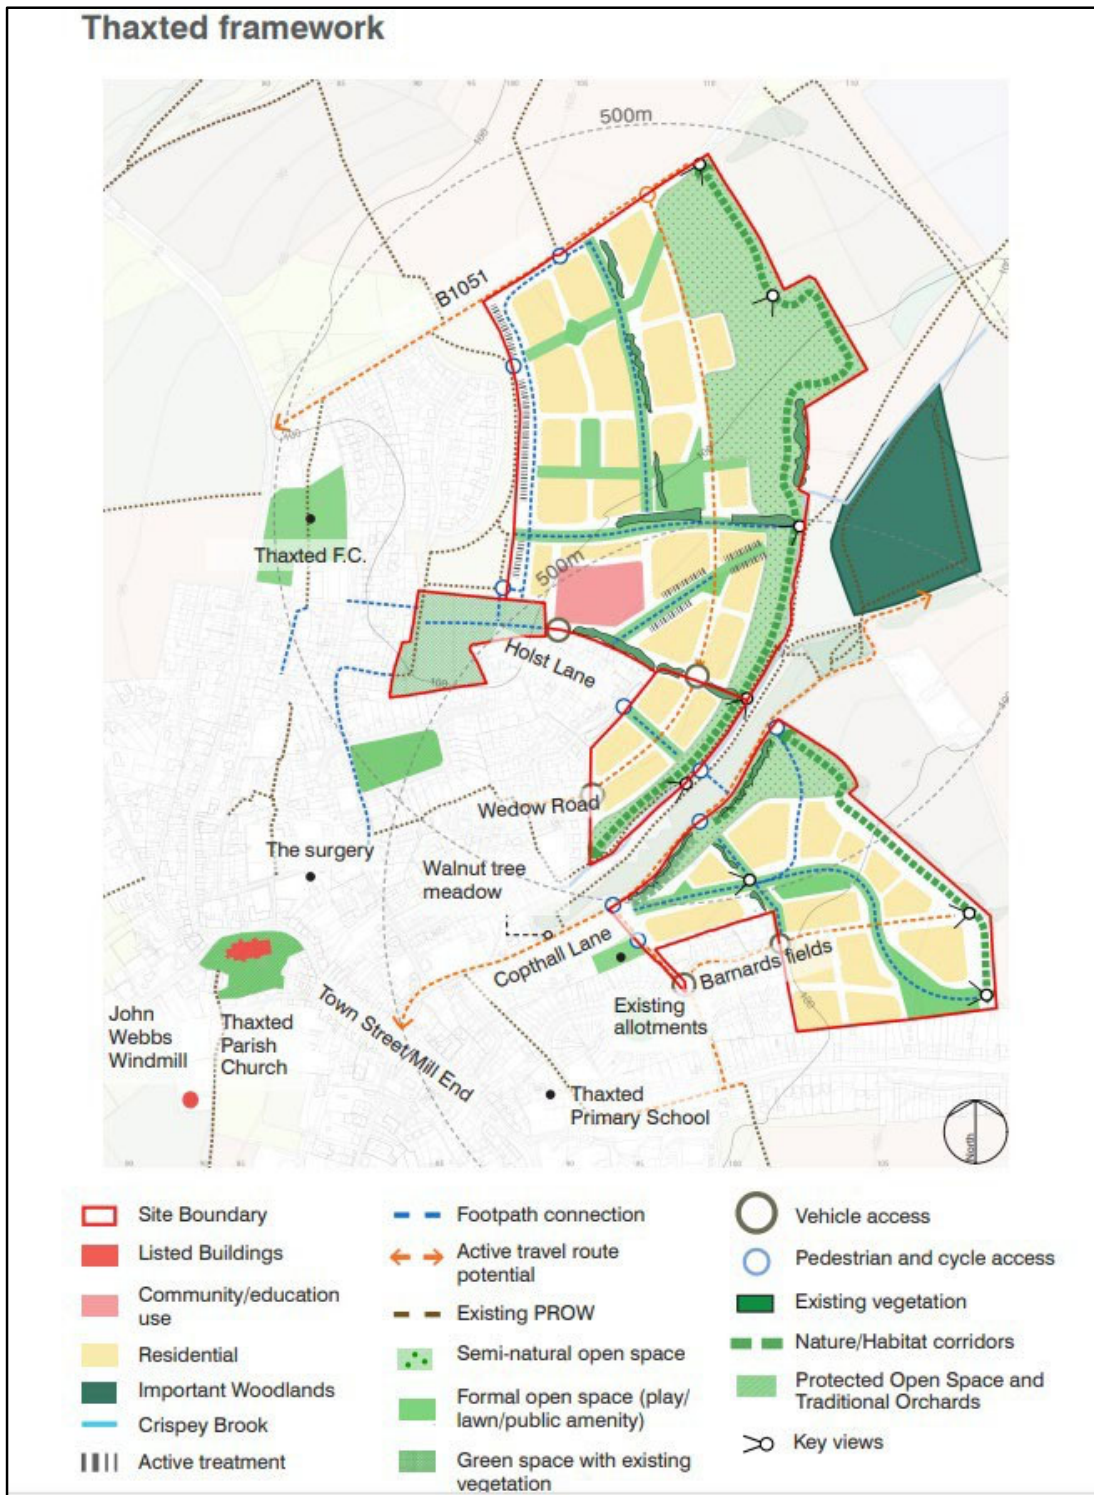 Thaxted framework
500m
B1051
Thaxted F.C.
500m
Holst Lane
Wedow Road
The surgery
Walnut tree
meadow
Copthall Lane
Barnards fields
Existing
allotments
John
Webbs
Windmill
Thaxted
Parish
Church
Town Street/Mill End
Thaxted
Primary School
North
Site Boundary
Listed Buildings
Community/education
use
Residential
Important Woodlands
Crispey Brook
Active treatment
Footpath connection
Active travel route
potential
Existing PROW
Semi-natural open space
Formal open space (play/
lawn/public amenity)
Green space with existing
vegetation
Vehicle access
Pedestrian and cycle access
Existing vegetation
Nature/Habitat corridors
Protected Open Space and
Traditional Orchards
Key views